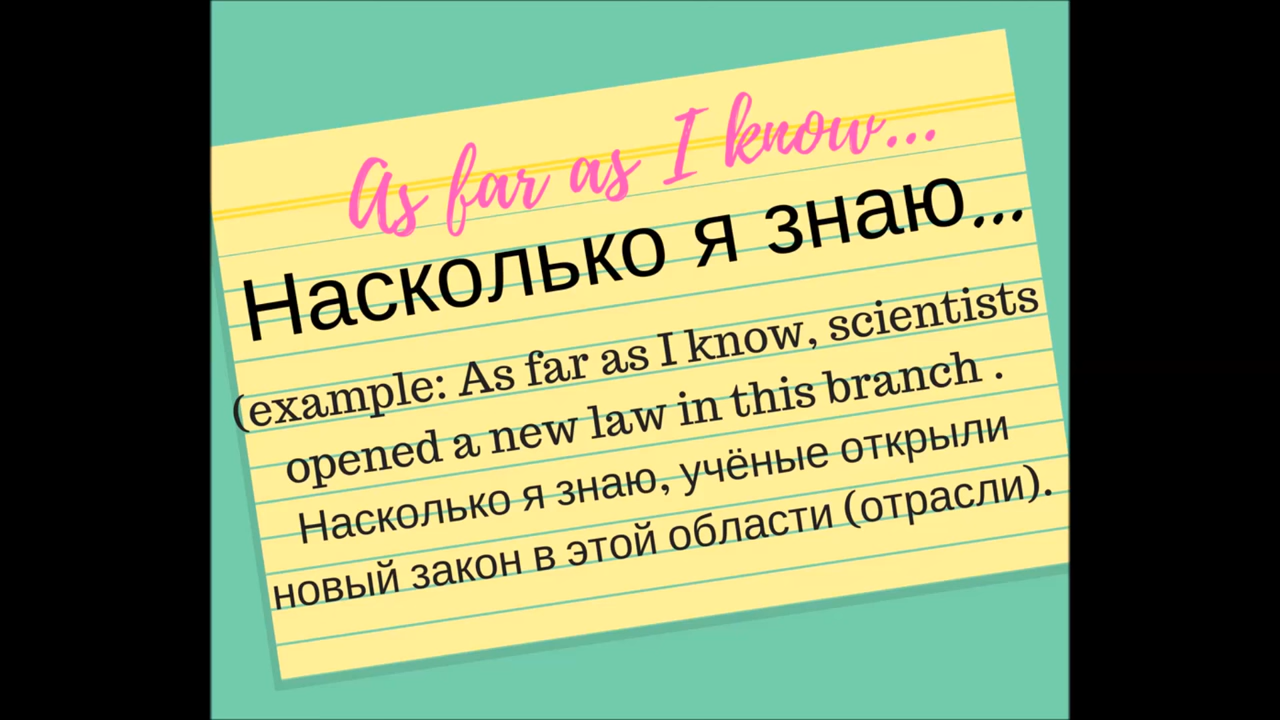 As far as I know...
Насколько я знаю...
(example: As far as I know, scientists
opened a new law in this branch .
Насколько я знаю, учёные открыли
новый закон в этой области (отрасли).